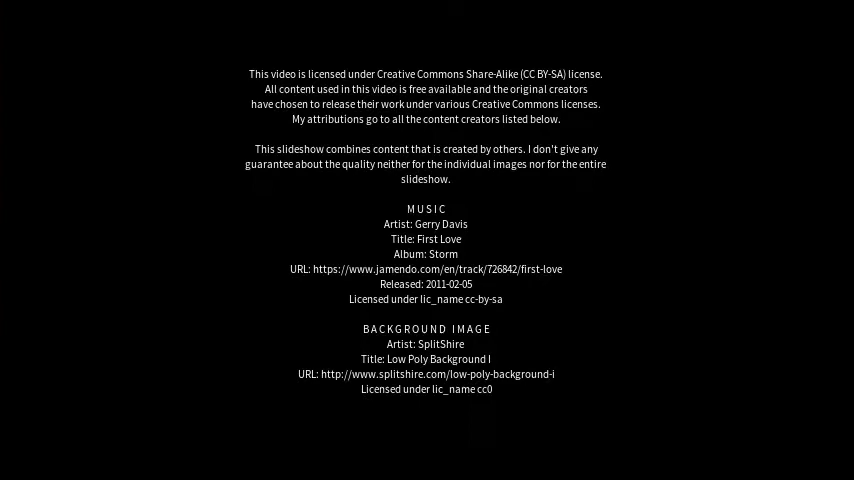 This video is licensed under Creative Commons Share-Alike (CC BY-SA) license.
All content used in this video is free available and the original creators
have chosen to release their work under various Creative Commons licenses.
My attributions go to all the content creators listed below.
This slideshow combines content that is created by others. I don't give any
guarantee about the quality neither for the individual images nor for the entire
slideshow.
MUSIC
Artist: Gerry Davis
Title: First Love
Album: Storm
URL: https://www.jamendo.com/en/track/726842/first-love
Released: 2011-02-05
Licensed under lic_name cc-by-sa
BACKGROUND IMAGE
Artist: SplitShire
Title: Low Poly Background I
URL: http://www.splitshire.com/low-poly-background-i
Licensed under lic_name cc0